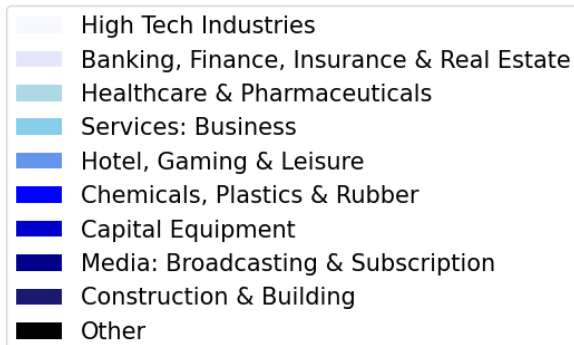 High Tech Industries
Banking, Finance, Insurance & Real Estate
Healthcare & Pharmaceuticals
Services: Business
Hotel, Gaming & Leisure
Chemicals, Plastics & Rubber
Capital Equipment
Media: Broadcasting & Subscription
Construction & Building
Other